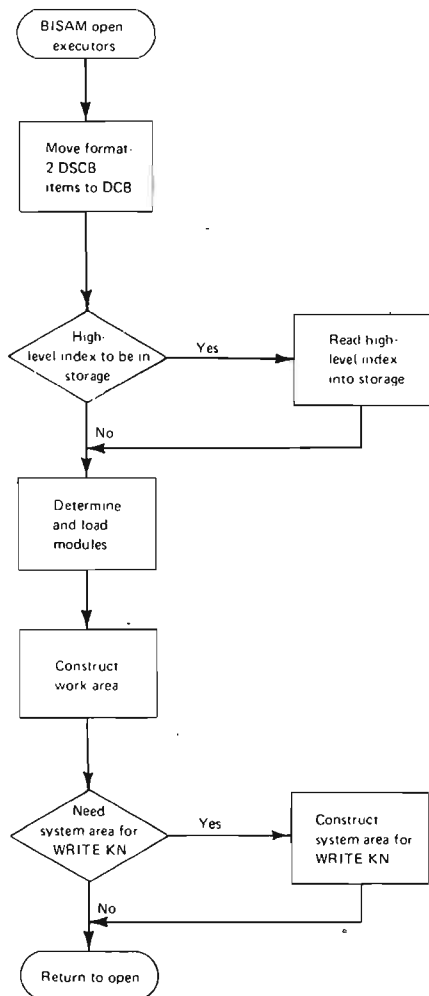 BISAM open
executors
Move format-
2 DSCB
items to DCB
High-
level index to be in
storage
Yes
Read high-
level index
into storage
No
Determine
and load
modules
Construct
work area
Need
system area for
WRITE KN
Yes
Construct
system area for
WRITE KN
No
Return to open